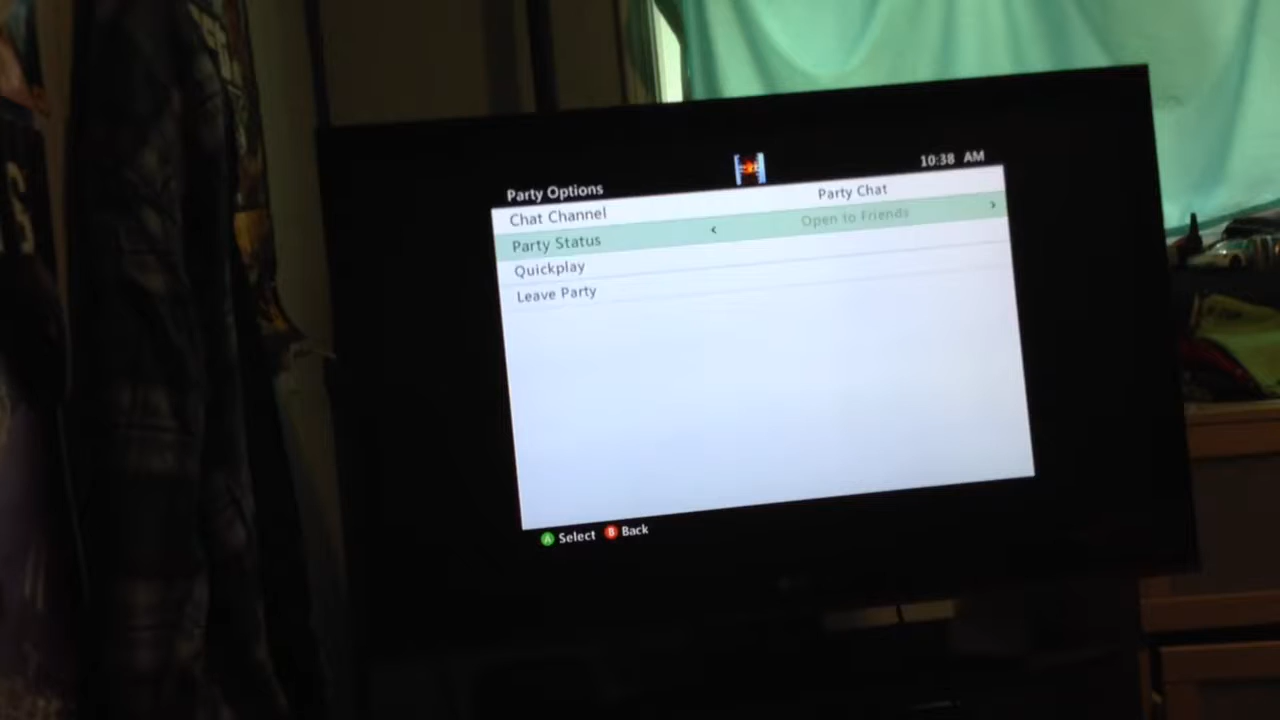 10:38 AM
Party Options
Chat Channel Party Chat
Party Status Open to Friends
Quickplay
Leave Party
A Select B Back